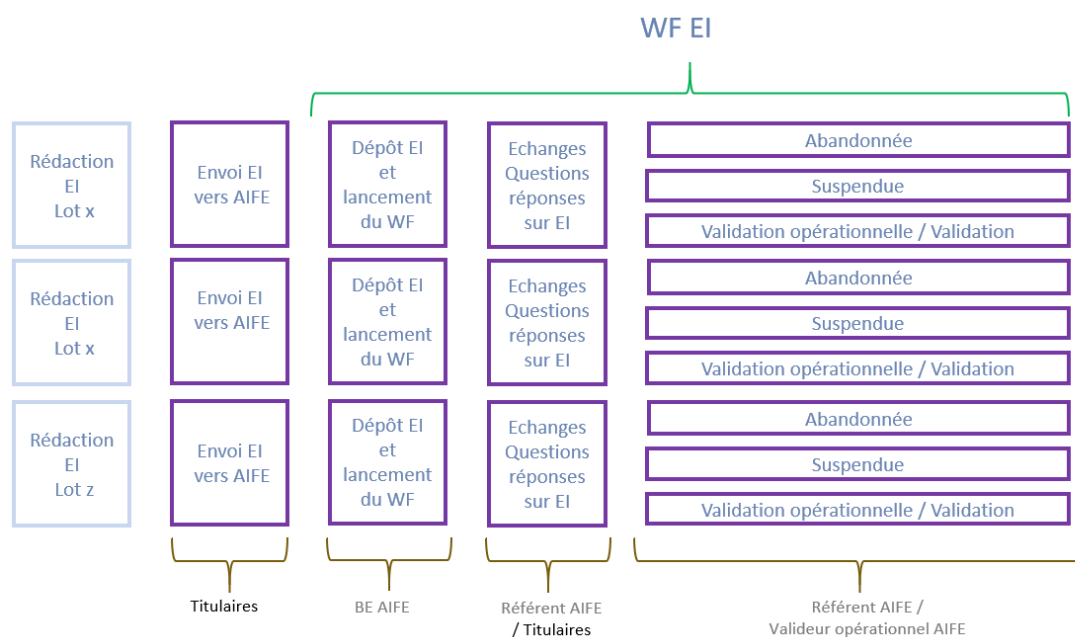 WF EI
Rédaction
EI
Lot x
Envoi EI
vers AIFE
Dépôt EI
et
lancement
du WF
Echanges
Questions
réponses
sur EI
Abandonnée
Suspendue
Validation opérationnelle / Validation
Rédaction
EI
Lot x
Envoi EI
vers AIFE
Dépôt EI
et
lancement
du WF
Echanges
Questions
réponses
sur EI
Abandonnée
Suspendue
Validation opérationnelle / Validation
Rédaction
EI
Lot z
Envoi EI
vers AIFE
Dépôt EI
et
lancement
du WF
Echanges
Questions
réponses
sur EI
Abandonnée
Suspendue
Validation opérationnelle / Validation
Titulaires
BE AIFE
Référent AIFE
/ Titulaires
Référent AIFE /
Valideur opérationnel AIFE